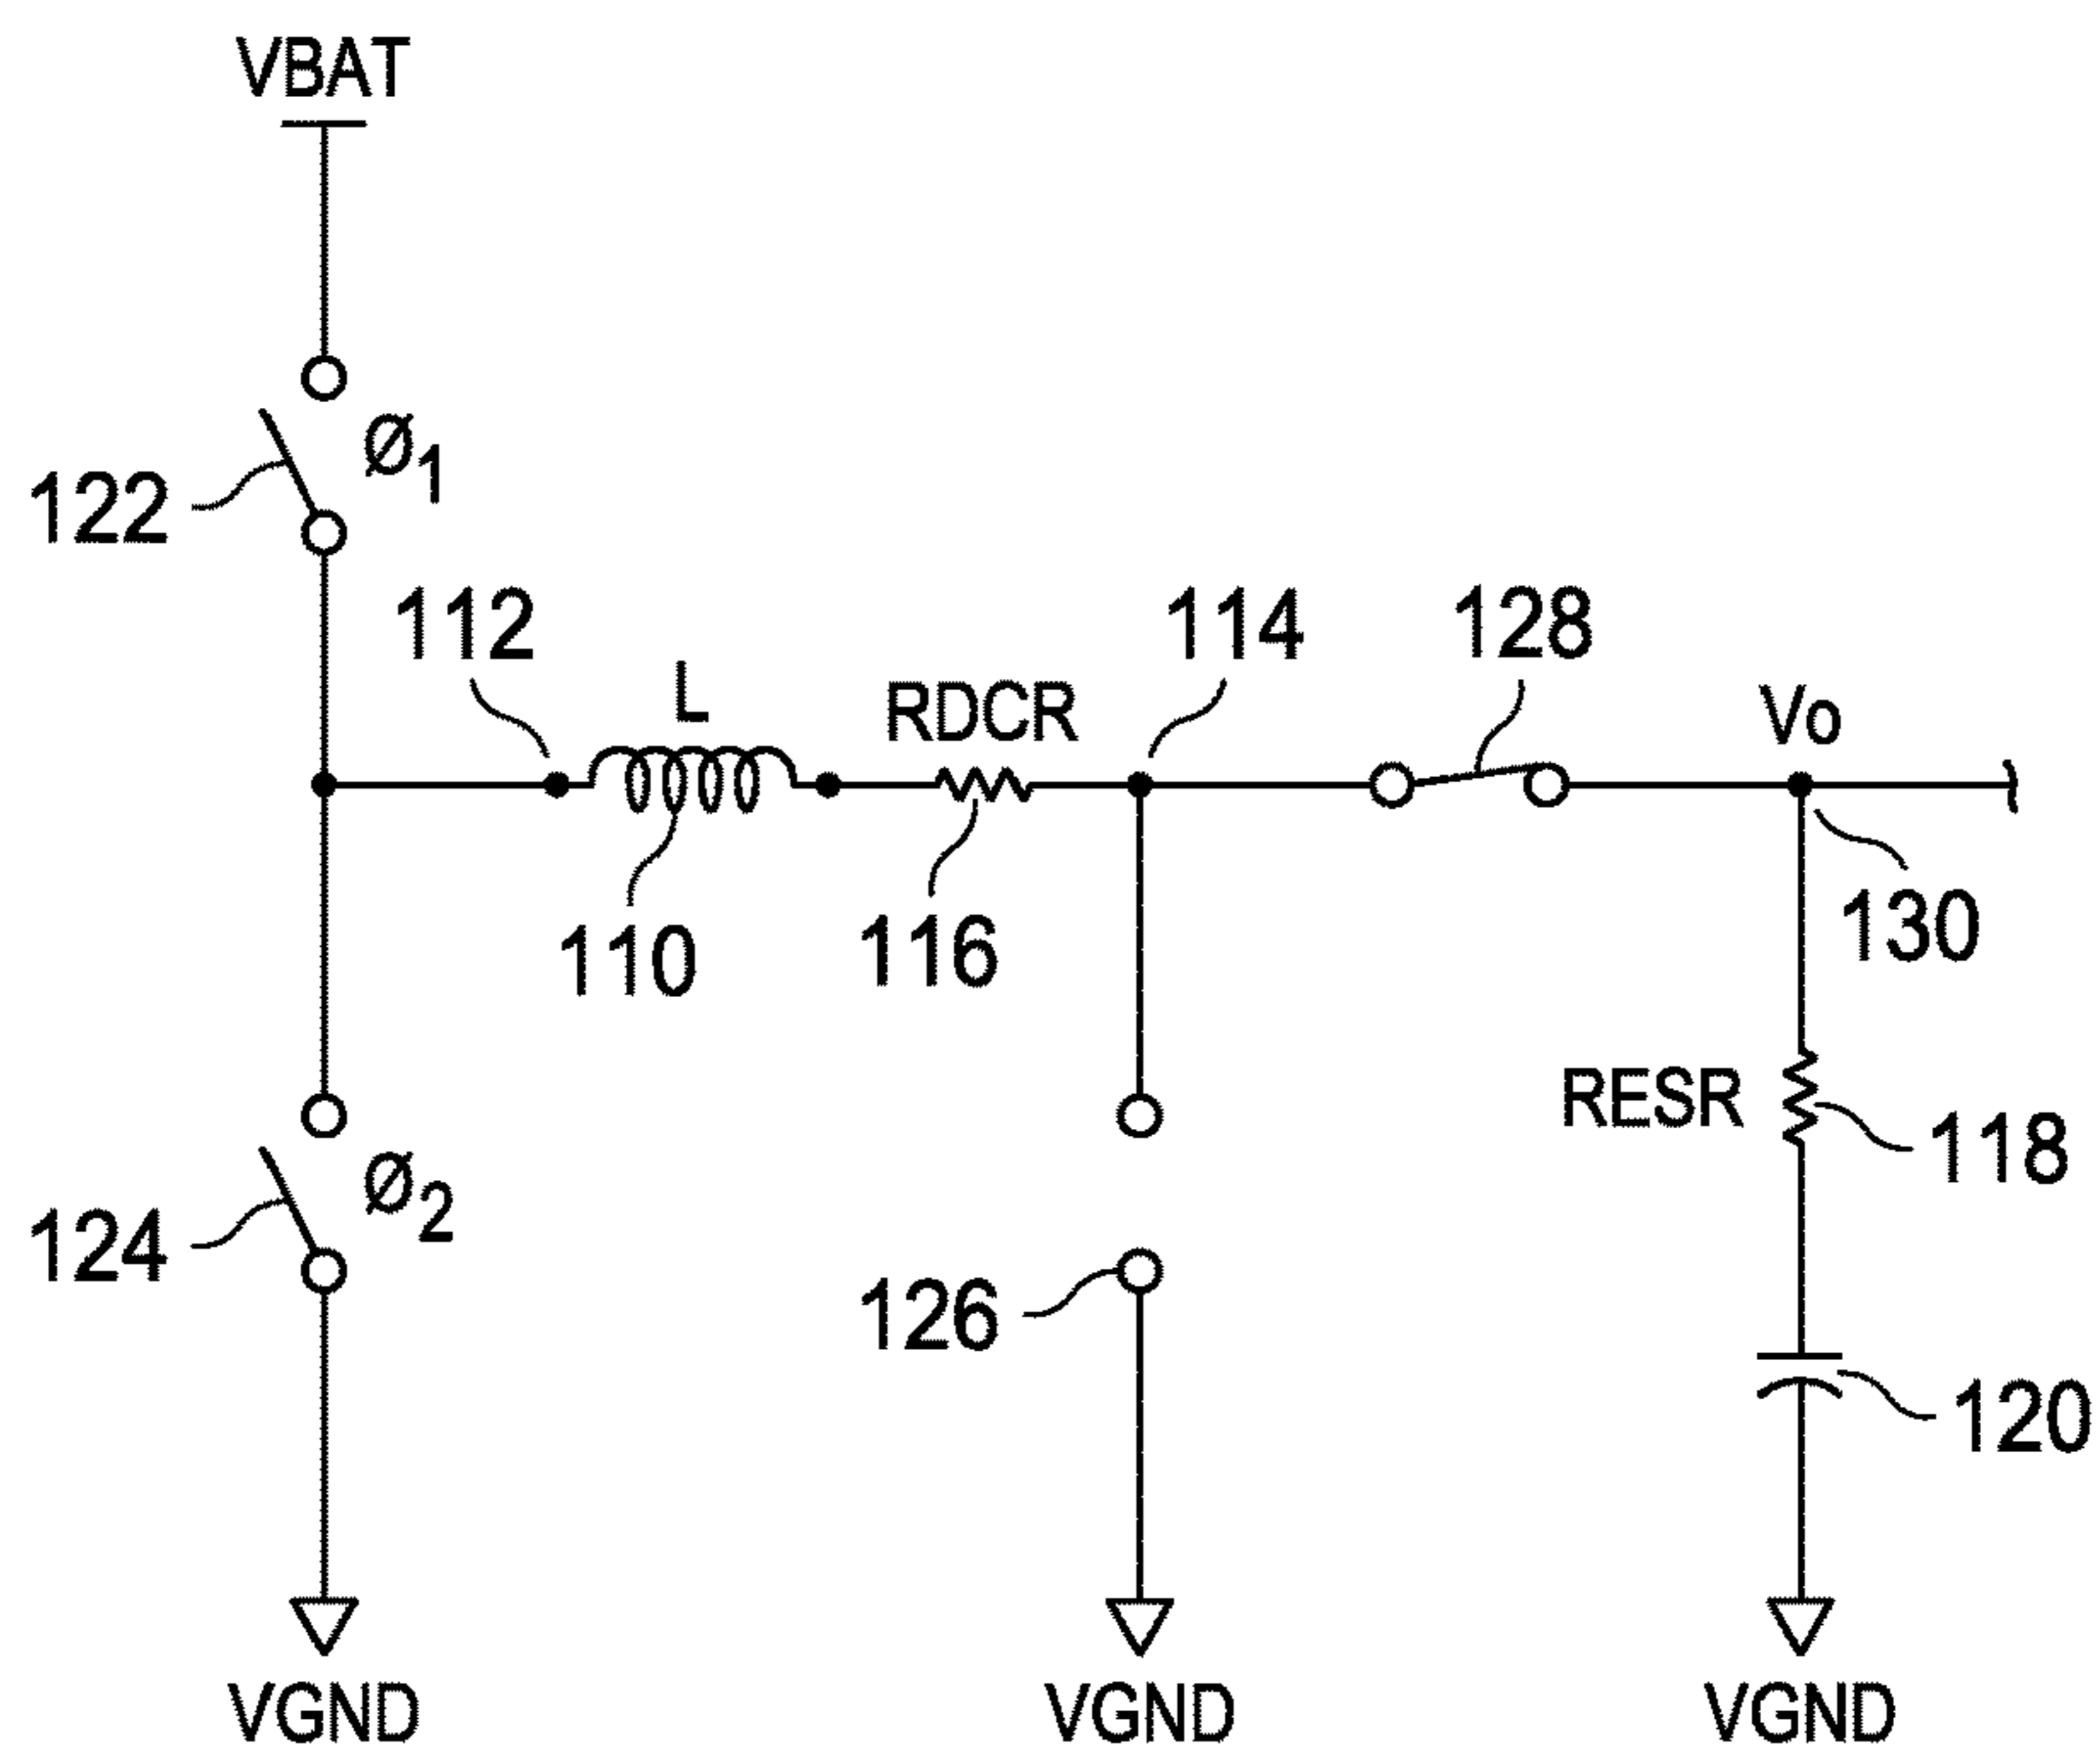 VBAT
Ø1
122
112
L
RDCR
114
128
Vo
110
116
130
RESR
118
124
Ø2
126
120
VGND
VGND
VGND